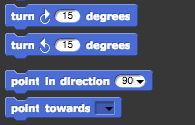 turn ↻ 15 degrees
turn ↺ 15 degrees
point in direction 90
point towards